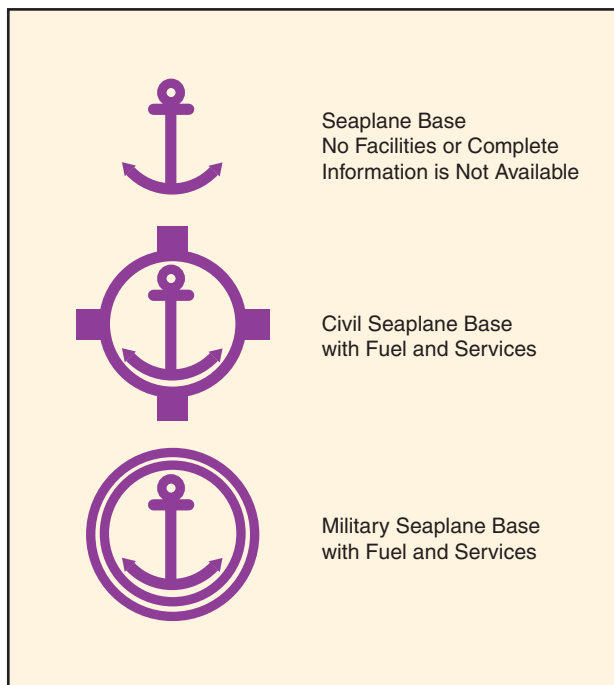 Seaplane Base
No Facilities or Complete
Information is Not Available
Civil Seaplane Base
with Fuel and Services
Military Seaplane Base
with Fuel and Services